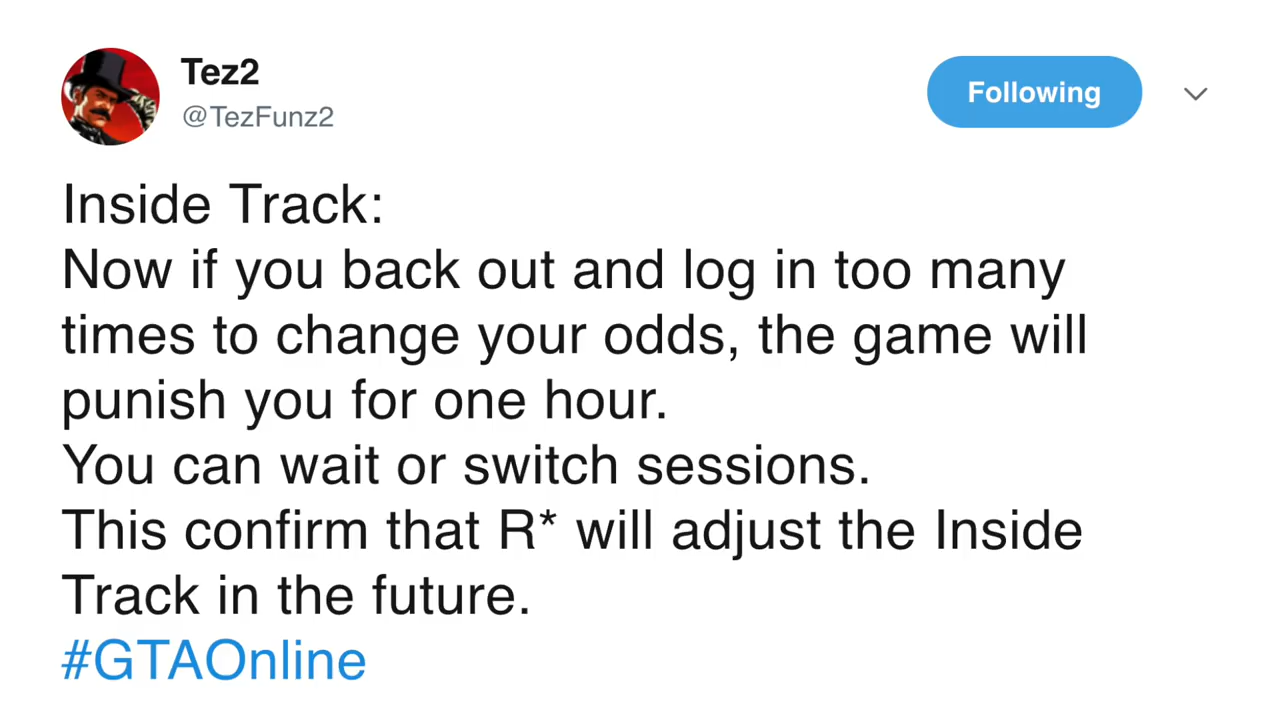 Tez2
@TezFunz2
Following
Inside Track:
Now if you back out and log in too many
times to change your odds, the game will
punish you for one hour.
You can wait or switch sessions.
This confirm that R* will adjust the Inside
Track in the future.
#GTAOnline